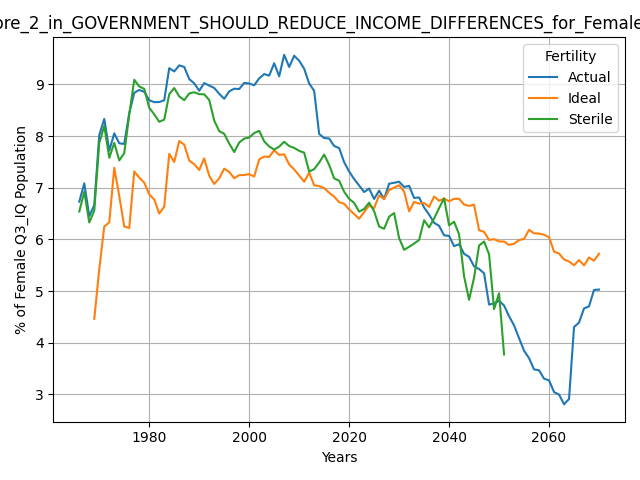 ore_2_in_GOVERNMENT_SHOULD_REDUCE_INCOME_DIFFERENCES_for_Female
Fertility
Actual
Ideal
Sterile
% of Female Q3_IQ Population
9
8
7
6
5
4
3
1980 2000 2020 2040 2060
Years